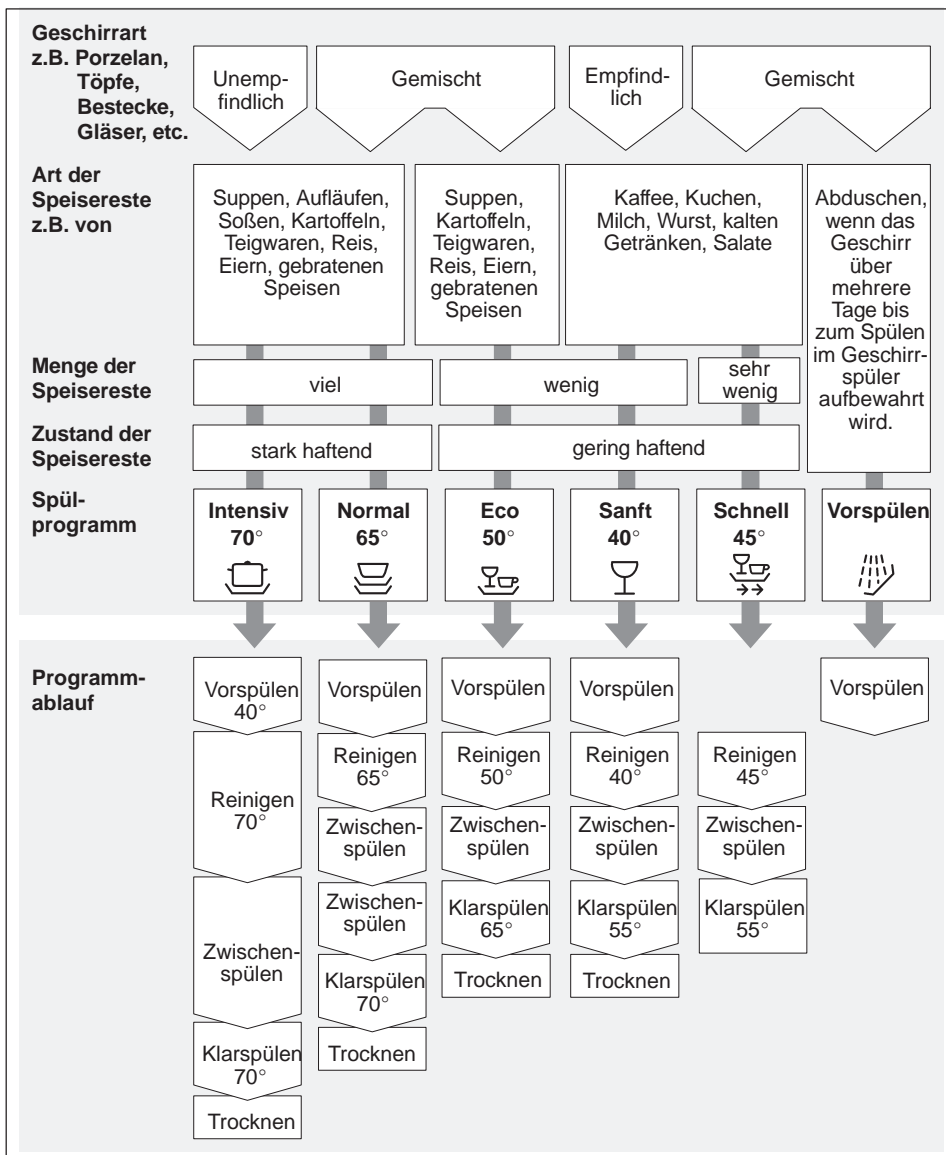 Geschirrart
z.B. Porzelan,
Töpfe,
Bestecke,
Gläser, etc.
Unemp-
findlich
Gemischt
Empfind-
lich
Gemischt
Art der
Speisereste
z.B. von
Suppen, Aufläufen,
Soßen, Kartoffeln,
Teigwaren, Reis,
Eiern, gebratenen
Speisen
Suppen,
Kartoffeln,
Teigwaren,
Reis, Eiern,
gebratenen
Speisen
Kaffee, Kuchen,
Milch, Wurst, kalten
Getränken, Salate
Abduschen,
wenn das
Geschirr
über
mehrere
Tage bis
zum Spülen
im Geschirr-
spüler
aufbewahrt
wird.
Menge der
Speisereste
viel
wenig
sehr
wenig
Zustand der
Speisereste
stark haftend
gering haftend
Spül-
programm
Intensiv
70°
Normal
65°
Eco
50°
Sanft
40°
Schnell
45°
Vorspülen
Programm-
ablauf
Vorspülen
40°
Reinigen
70°
Zwischen-
spülen
Klarspülen
70°
Trocknen
Vorspülen
Reinigen
65°
Zwischen-
spülen
Zwischen-
spülen
Klarspülen
70°
Trocknen
Vorspülen
Reinigen
50°
Zwischen-
spülen
Klarspülen
65°
Trocknen
Vorspülen
Reinigen
40°
Zwischen-
spülen
Klarspülen
55°
Trocknen
Reinigen
45°
Zwischen-
spülen
Klarspülen
55°
Vorspülen